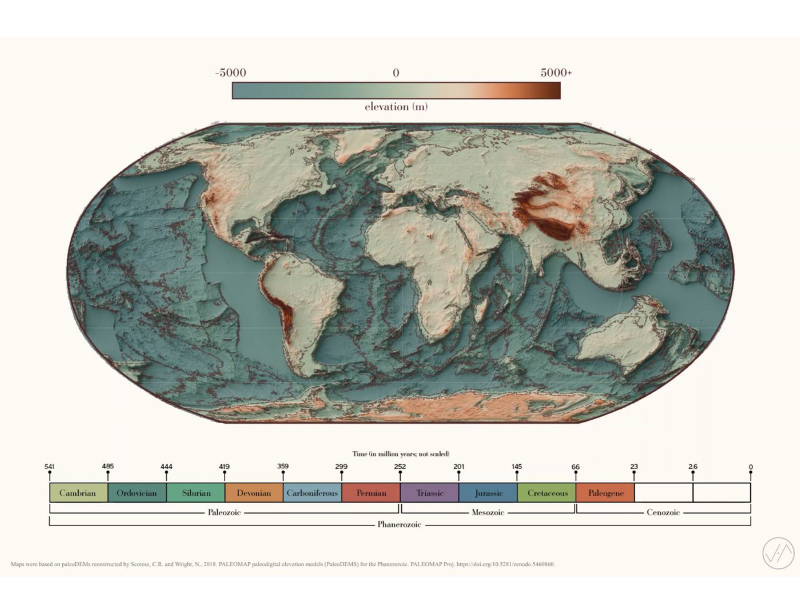 -5000 0 5000+
elevation (m)
Time (in million years; not scaled)
541 485 444 419 359 299 252 201 145 66 23 2.6 0
Cambrian Ordovician Silurian Devonian Carboniferous Permian Triassic Jurassic Cretaceous Paleogene
Paleozoic Mesozoic Cenozoic
Phanerozoic
Maps were based on paleoDEMs reconstructed by Scotese, C.R. and Wright, N., 2018. PALEOMAP paleodigital elevation models (PaleoDEMS) for the Phanerozoic. PALEOMAP Proj. https://doi.org/10.5281/zenodo.5460860.